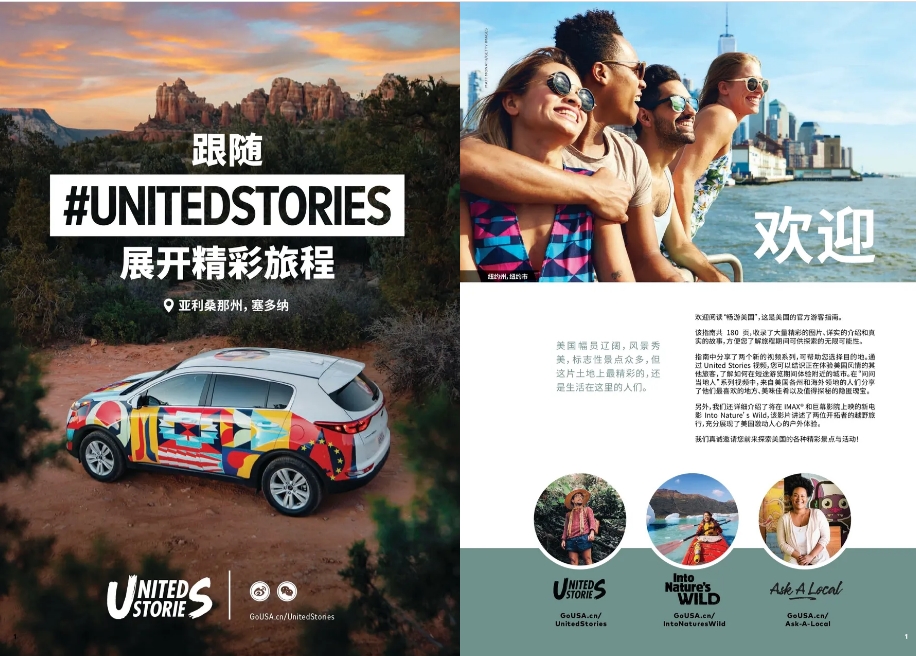 跟随
#UNITEDSTORIES
展开精彩旅程
亚利桑那州，塞多纳
UNITED
STORIES
GoUSA.cn/UnitedStories
欢迎
纽约州，纽约市
美国幅员辽阔，风景秀
美，标志性景点众多，但
这片土地上最精彩的，还
是生活在这里的人们。
欢迎阅读“畅游美国”，这是美国的官方游客指南。
该指南共 180 页，收录了大量精彩的图片、详实的介绍和真
实的故事，方便您了解旅程期间可供探索的无限可能性。
指南中分享了两个新的视频系列，可帮助您选择目的地。通
过 United Stories 视频，您可以结识正在体验美国风情的其
他旅客，了解如何在短途游览期间体验附近的城市。在“问问
当地人”系列视频中，来自美国各州和海外领地的人们分享
了他们最喜欢的地方、美味佳肴以及值得探秘的隐匿瑰宝。
另外，我们还详细介绍了将在 IMAX® 和巨幕影院上映的新电
影 Into Nature's Wild，该影片讲述了两位开拓者的越野旅
行，充分展现了美国激动人心的户外体验。
我们真诚邀请您前来探索美国的各种精彩景点与活动！
UNITED
STORIES
GoUSA.cn/
UnitedStories
Into
Nature's
WILD
GoUSA.cn/
IntoNaturesWild
Ask A Local
GoUSA.cn/
Ask-A-Local
1